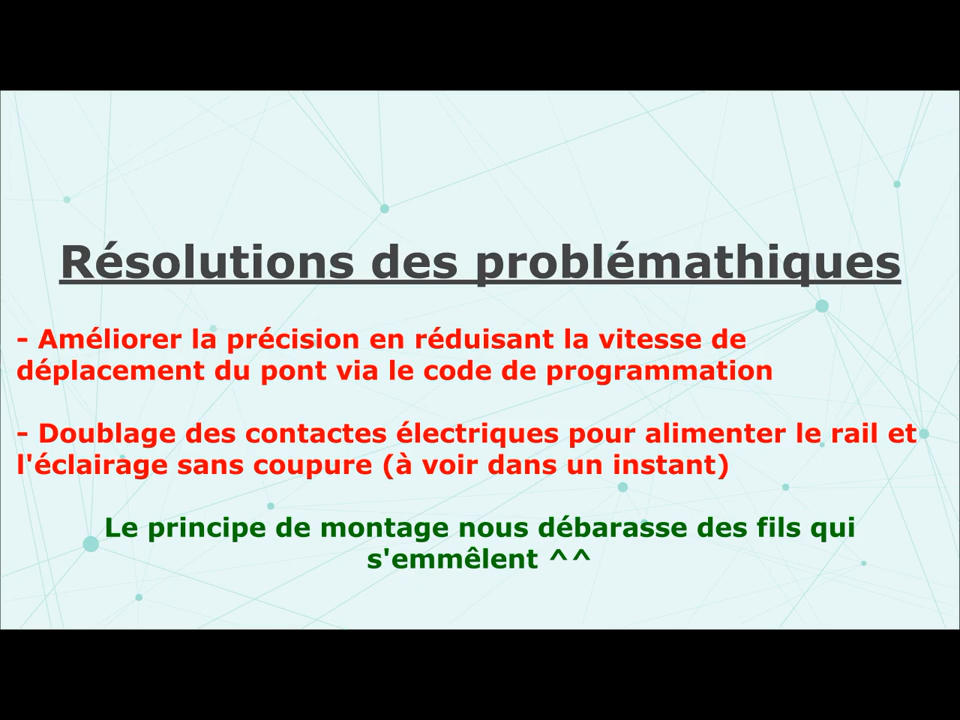 Résolutions des problémathiques
- Améliorer la précision en réduisant la vitesse de
déplacement du pont via le code de programmation
- Doublage des contactes électriques pour alimenter le rail et
l'éclairage sans coupure (à voir dans un instant)
Le principe de montage nous débarasse des fils qui
s'emmêlent ^^